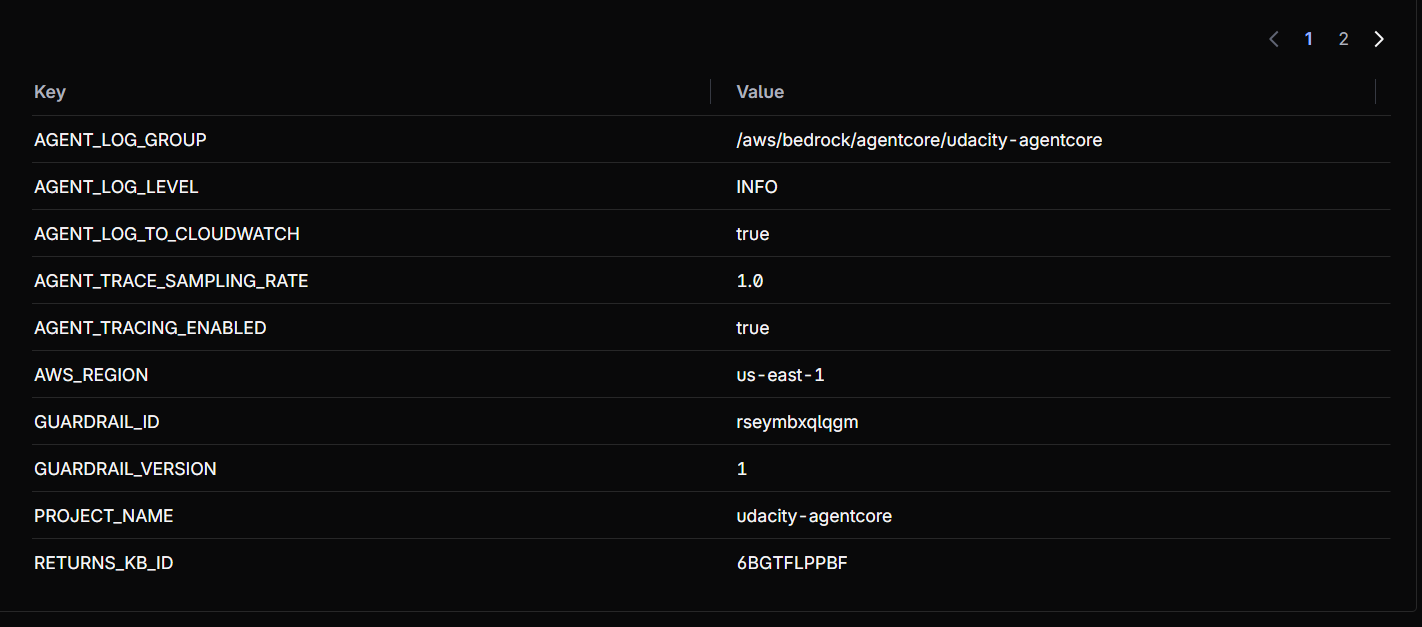 1 2
Key Value
AGENT_LOG_GROUP /aws/bedrock/agentcore/udacity-agentcore
AGENT_LOG_LEVEL INFO
AGENT_LOG_TO_CLOUDWATCH true
AGENT_TRACE_SAMPLING_RATE 1.0
AGENT_TRACING_ENABLED true
AWS_REGION us-east-1
GUARDRAIL_ID rseymbxqlqgm
GUARDRAIL_VERSION 1
PROJECT_NAME udacity-agentcore
RETURNS_KB_ID 6BGTFLPPBF